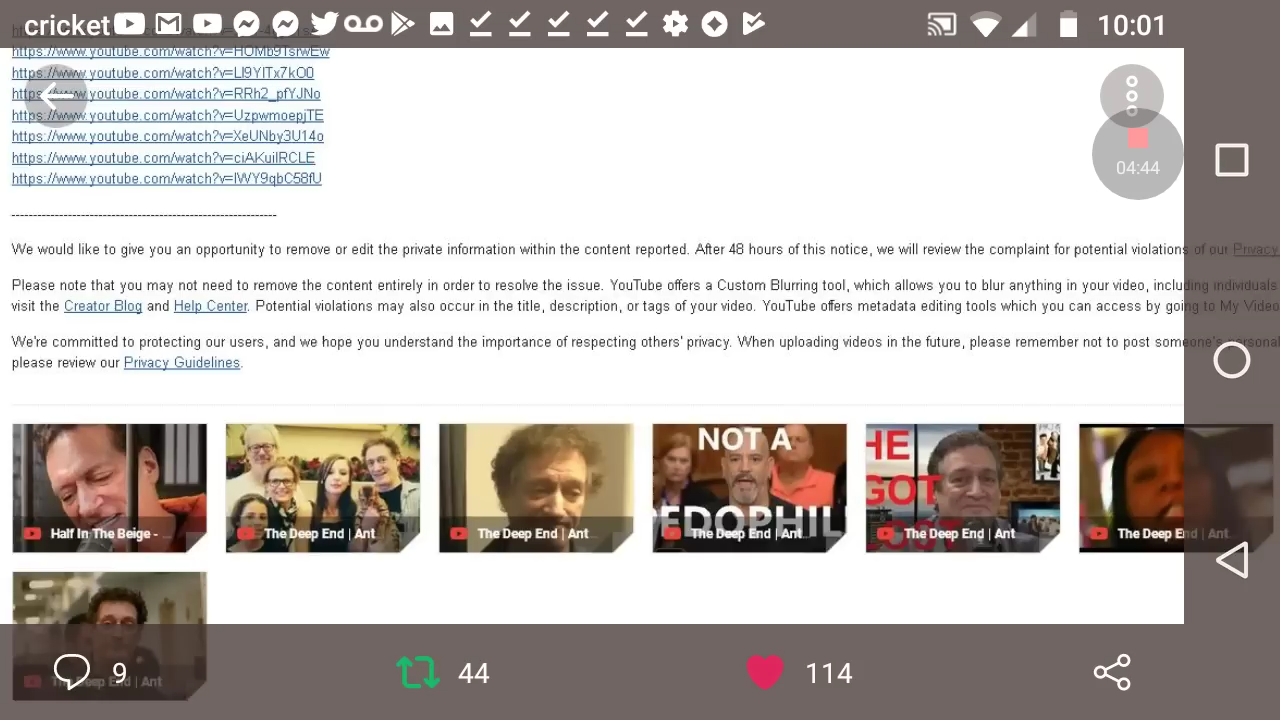 cricket
10:01
https://www.youtube.com/watch?v=HOMb9TsrwEw
https://www.youtube.com/watch?v=LI9YITx7kO0
https://www.youtube.com/watch?v=RRh2_pfYJNo
https://www.youtube.com/watch?v=UzpwmoepjTE
https://www.youtube.com/watch?v=XeUNby3U14o
https://www.youtube.com/watch?v=ciAKuilRCLE
https://www.youtube.com/watch?v=IWY9qbC58fU
04:44
-------------------------------------------------------------
We would like to give you an opportunity to remove or edit the private information within the content reported. After 48 hours of this notice, we will review the complaint for potential violations of our Privacy
Please note that you may not need to remove the content entirely in order to resolve the issue. YouTube offers a Custom Blurring tool, which allows you to blur anything in your video, including individuals
visit the Creator Blog and Help Center. Potential violations may also occur in the title, description, or tags of your video. YouTube offers metadata editing tools which you can access by going to My Video
We're committed to protecting our users, and we hope you understand the importance of respecting others' privacy. When uploading videos in the future, please remember not to post someone's personal
please review our Privacy Guidelines.
NOT A
EDOPHIL
HE
GOT
Half In The Beige -
The Deep End | Ant
The Deep End | Ant
The Deep End | Ant
The Deep End | Ant
The Deep End | Ant
The Deep End | Ant
9
44
114